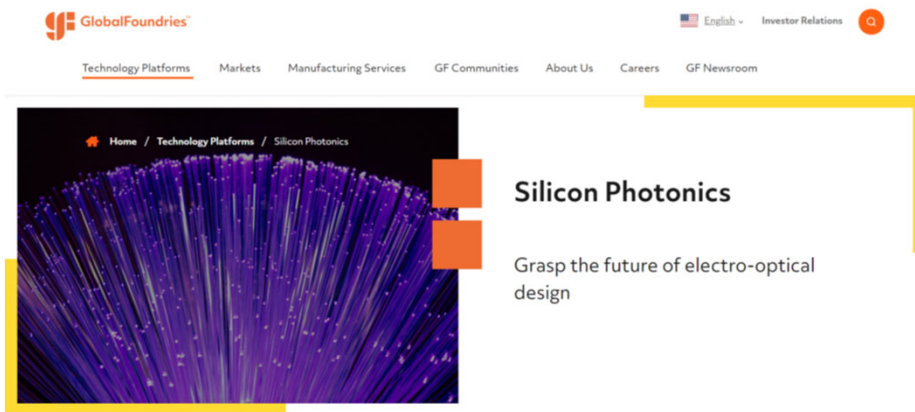 GlobalFoundries™
English
Investor Relations
Technology Platforms Markets Manufacturing Services GF Communities About Us Careers GF Newsroom
Home / Technology Platforms / Silicon Photonics
Silicon Photonics
Grasp the future of electro-optical
design